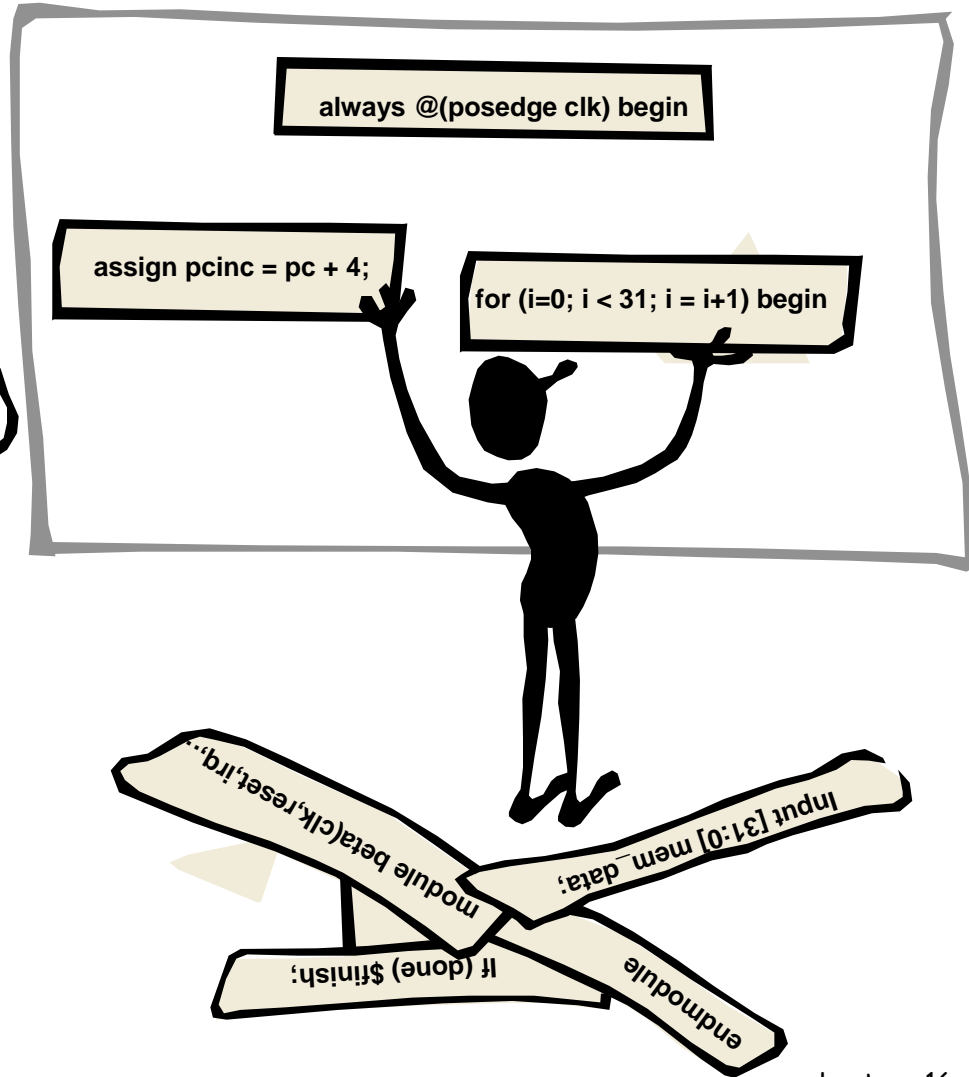 always @(posedge clk) begin
assign pcinc = pc + 4;
for (i=0; i < 31; i = i+1) begin
module beta(clk,reset,irq,…
Input [31:0] mem_data;
If (done) $finish;
endmodule